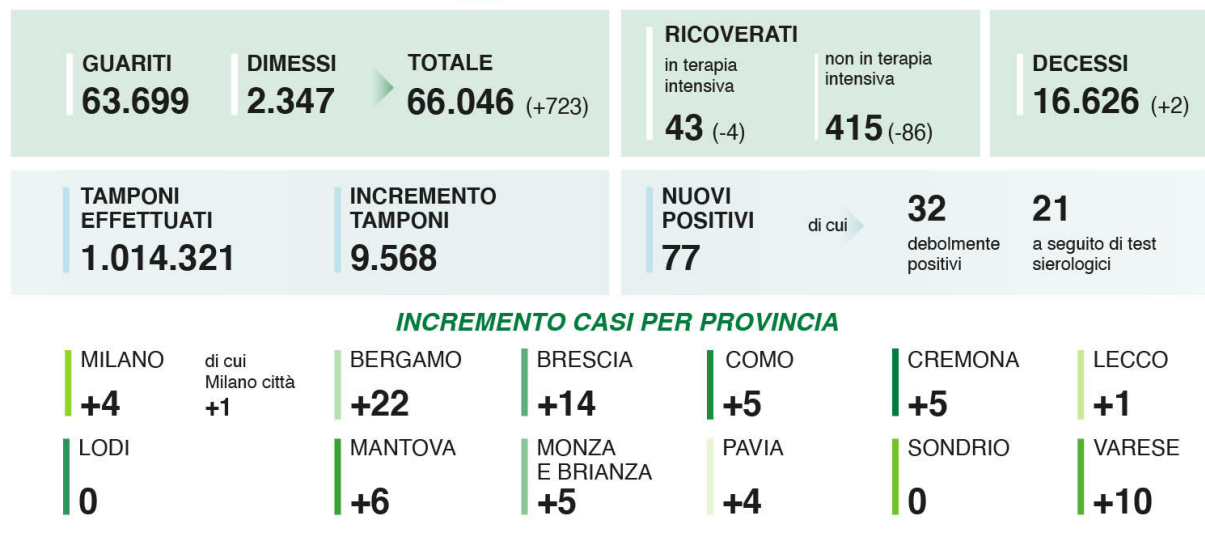 GUARITI
63.699
DIMESSI
2.347
TOTALE
66.046 (+723)
RICOVERATI
in terapia
intensiva
43 (-4)
non in terapia
intensiva
415 (-86)
DECESSI
16.626 (+2)
TAMPONI
EFFETTUATI
1.014.321
INCREMENTO
TAMPONI
9.568
NUOVI
POSITIVI
77
di cui
32
debolmente
positivi
21
a seguito di test
sierologici
INCREMENTO CASI PER PROVINCIA
MILANO
+4
di cui
Milano città
+1
BERGAMO
+22
BRESCIA
+14
COMO
+5
CREMONA
+5
LECCO
+1
LODI
0
MANTOVA
+6
MONZA
E BRIANZA
+5
PAVIA
+4
SONDRIO
0
VARESE
+10